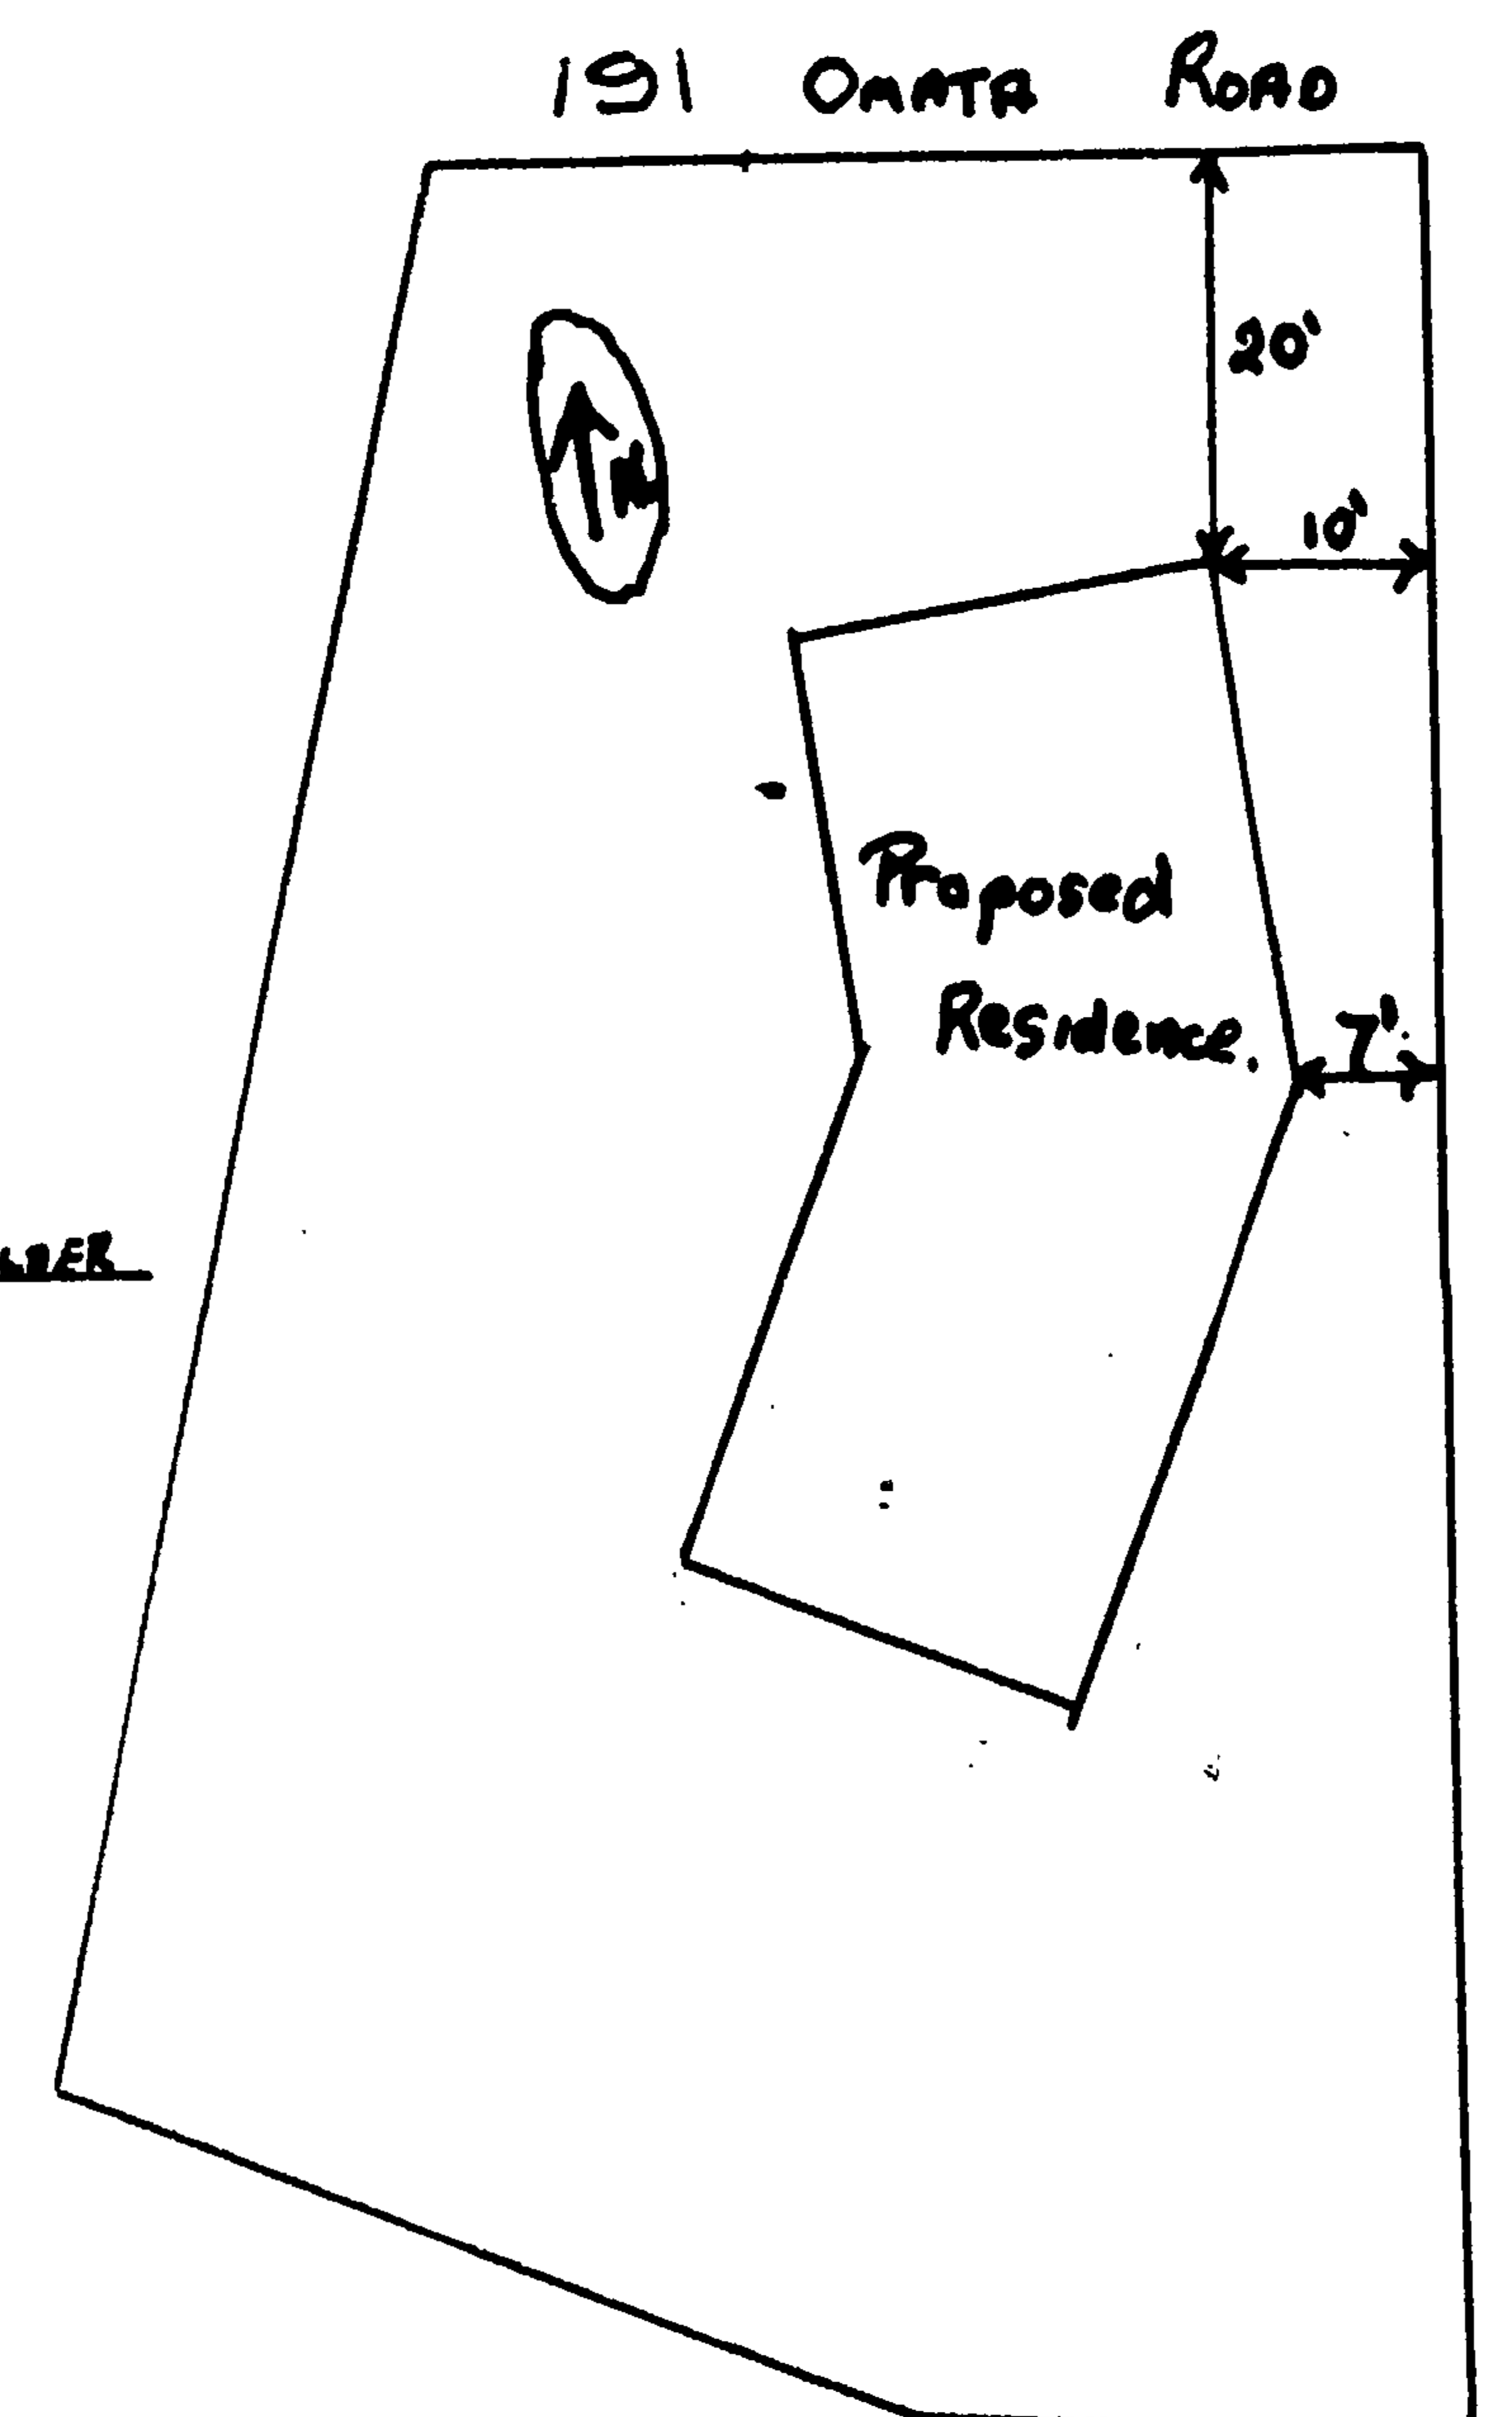 191 OMATA ROAD
N
20'
10'
Proposed
Residence.
7'